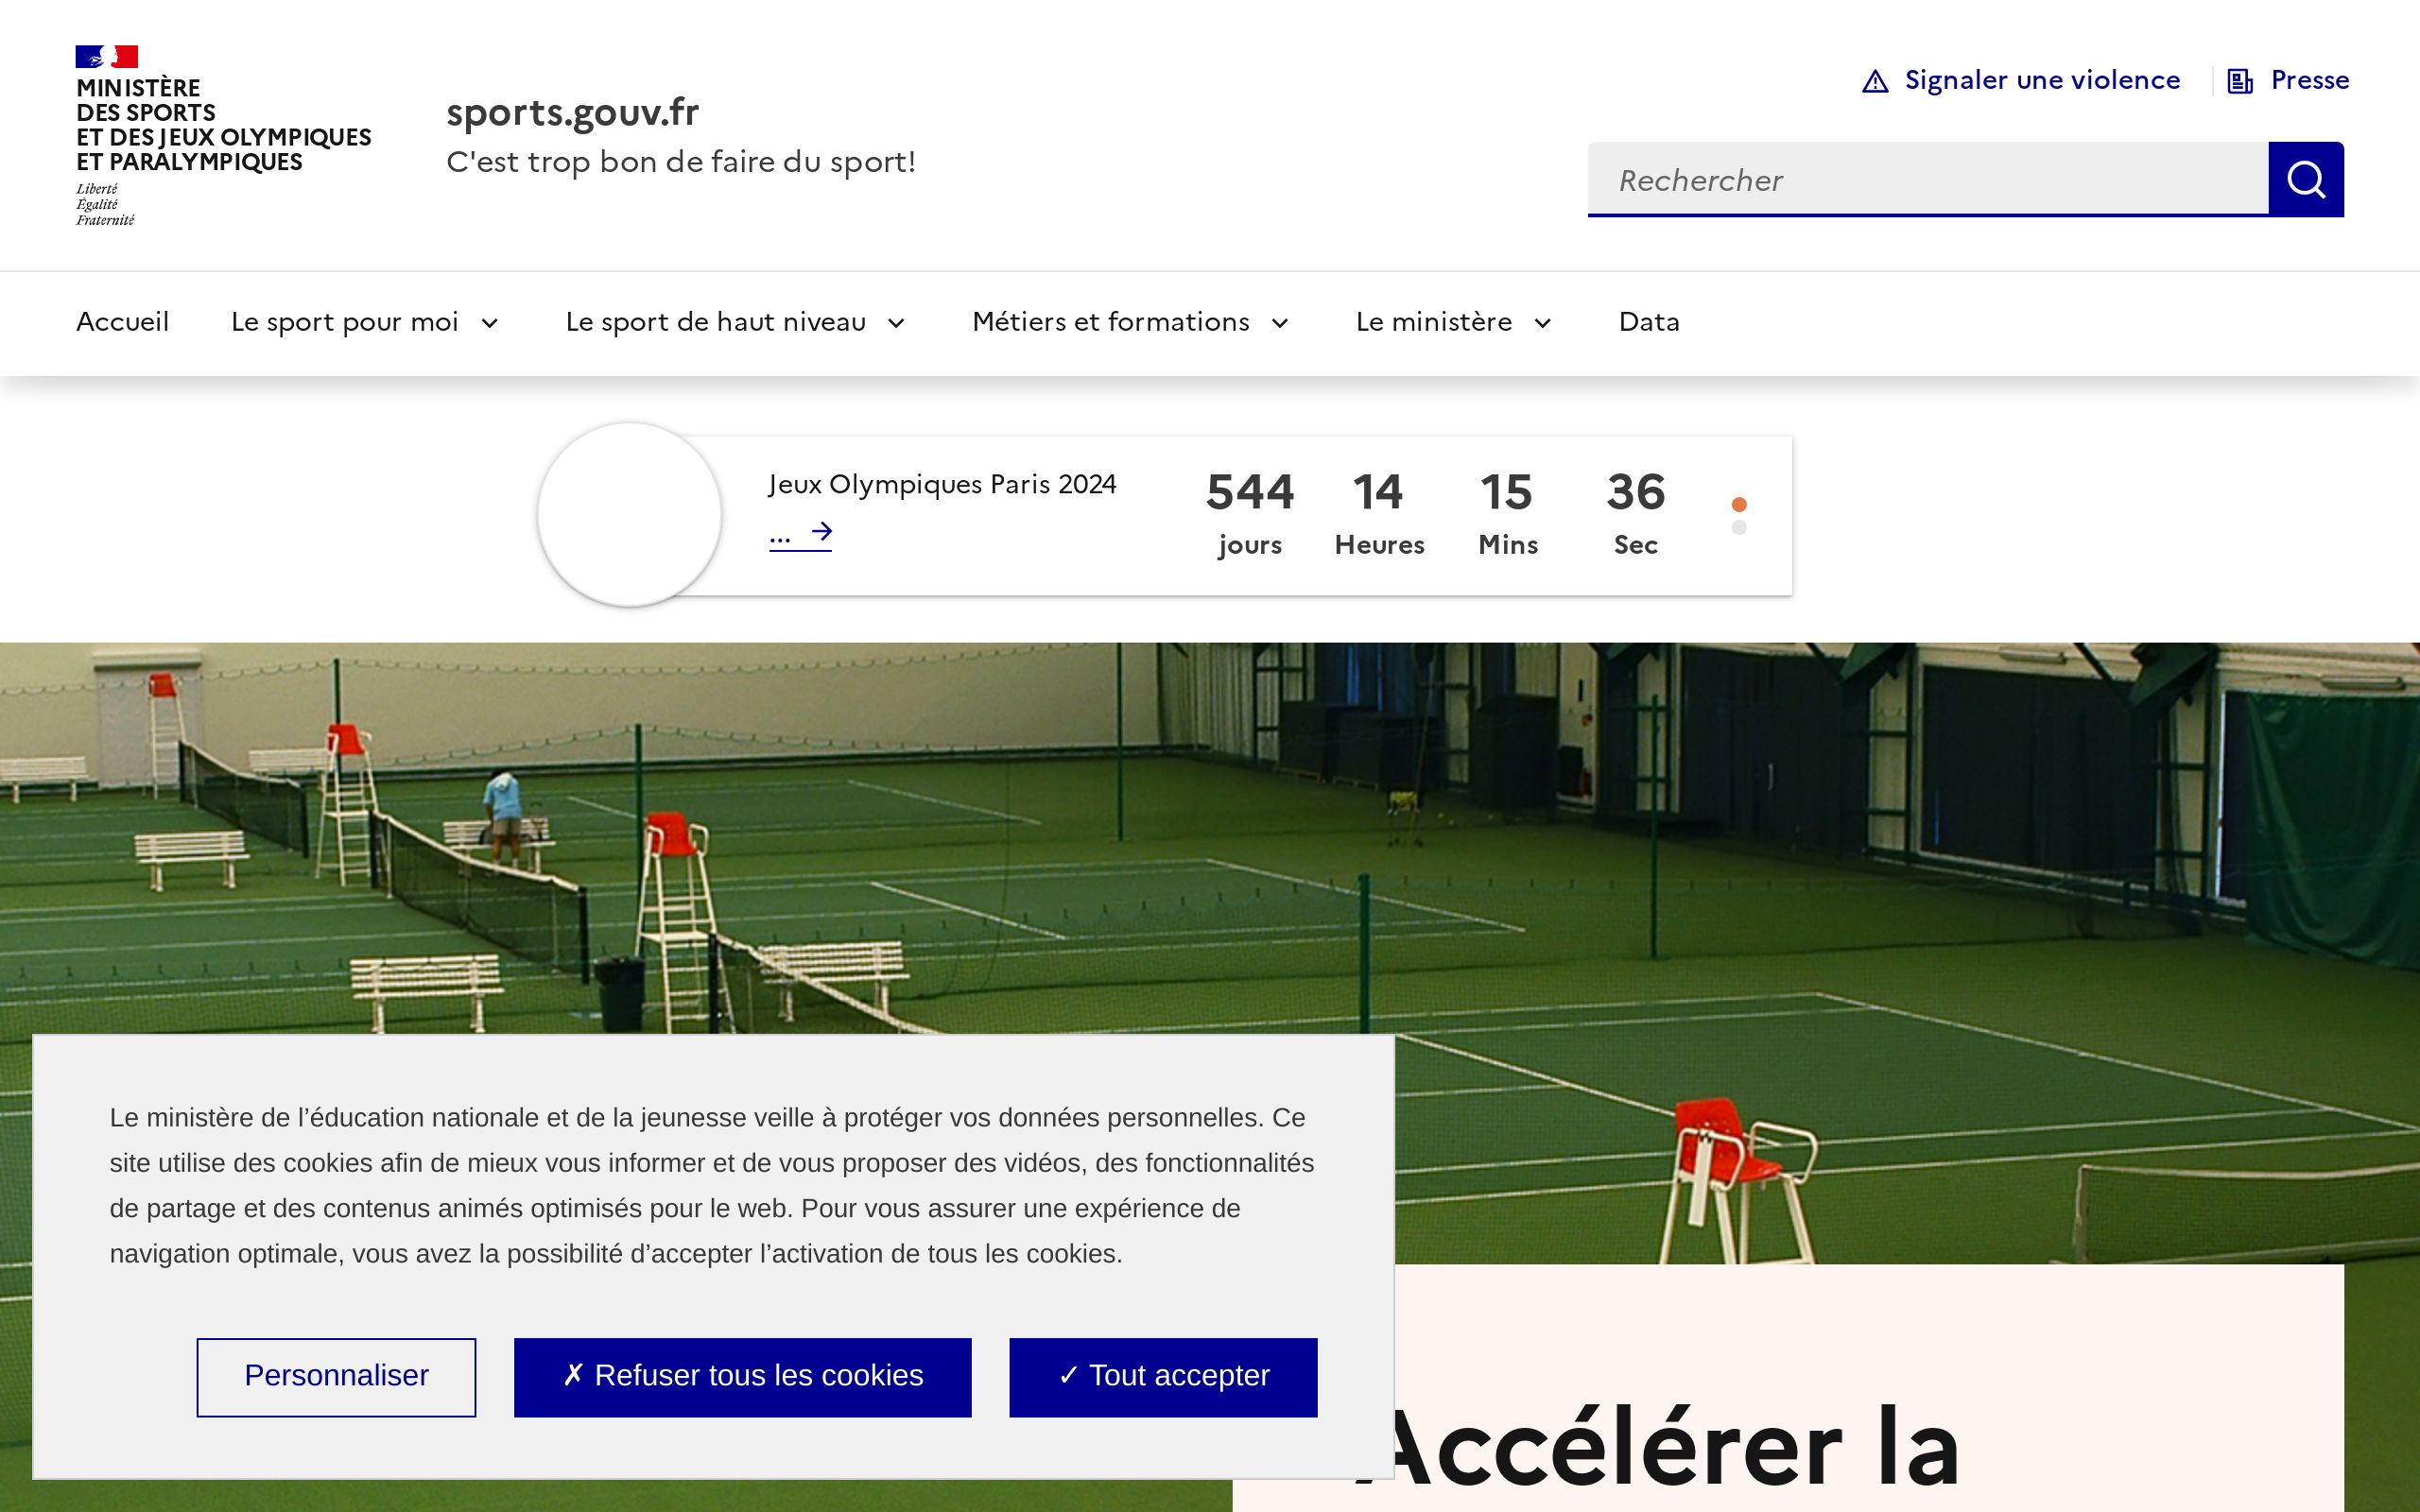 MINISTÈRE
DES SPORTS
ET DES JEUX OLYMPIQUES
ET PARALYMPIQUES
Liberté
Égalité
Fraternité
sports.gouv.fr
C'est trop bon de faire du sport!
Signaler une violence
Presse
Rechercher
Accueil
Le sport pour moi
Le sport de haut niveau
Métiers et formations
Le ministère
Data
Jeux Olympiques Paris 2024
...
544 14 15 36
jours Heures Mins Sec
Le ministère de l’éducation nationale et de la jeunesse veille à protéger vos données personnelles. Ce
site utilise des cookies afin de mieux vous informer et de vous proposer des vidéos, des fonctionnalités
de partage et des contenus animés optimisés pour le web. Pour vous assurer une expérience de
navigation optimale, vous avez la possibilité d’accepter l’activation de tous les cookies.
Personnaliser
✗ Refuser tous les cookies
✓ Tout accepter
Accélérer la